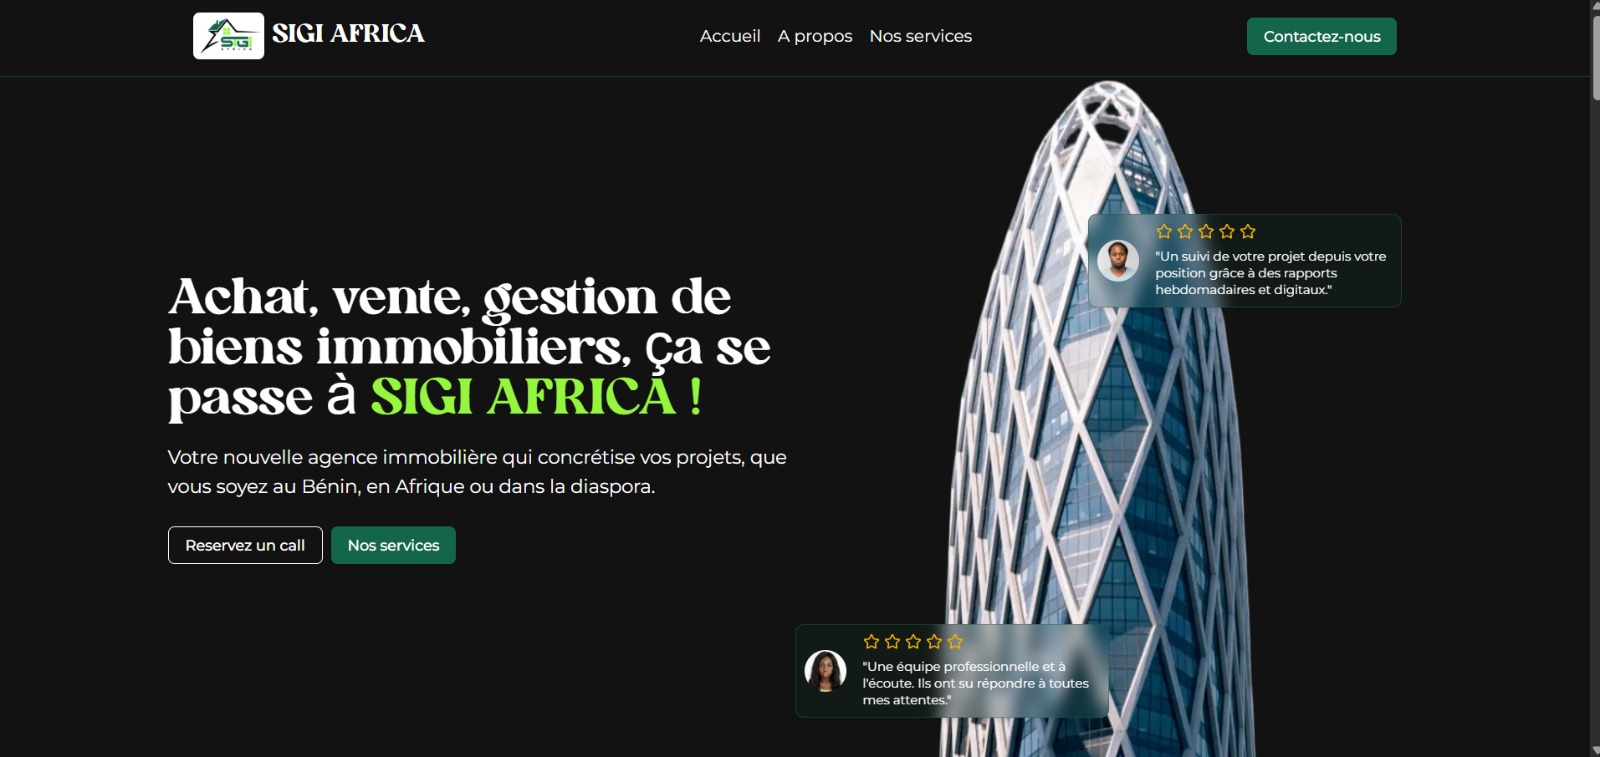 SIGI
AFRICA
SIGI AFRICA
Accueil
A propos
Nos services
Contactez-nous
Achat, vente, gestion de
biens immobiliers, Ça se
passe à SIGI AFRICA !
Votre nouvelle agence immobilière qui concrétise vos projets, que
vous soyez au Bénin, en Afrique ou dans la diaspora.
Reservez un call
Nos services
"Un suivi de votre projet depuis votre
position grâce à des rapports
hebdomadaires et digitaux."
"Une équipe professionnelle et à
l'écoute. Ils ont su répondre à toutes
mes attentes."